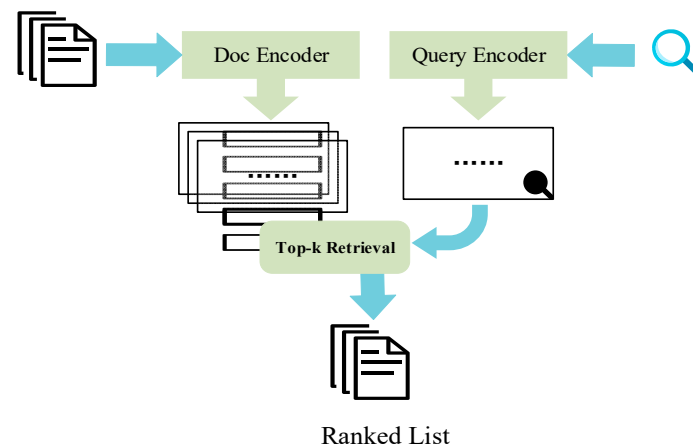 Doc Encoder
Query Encoder
......
......
Top-k Retrieval
Ranked List